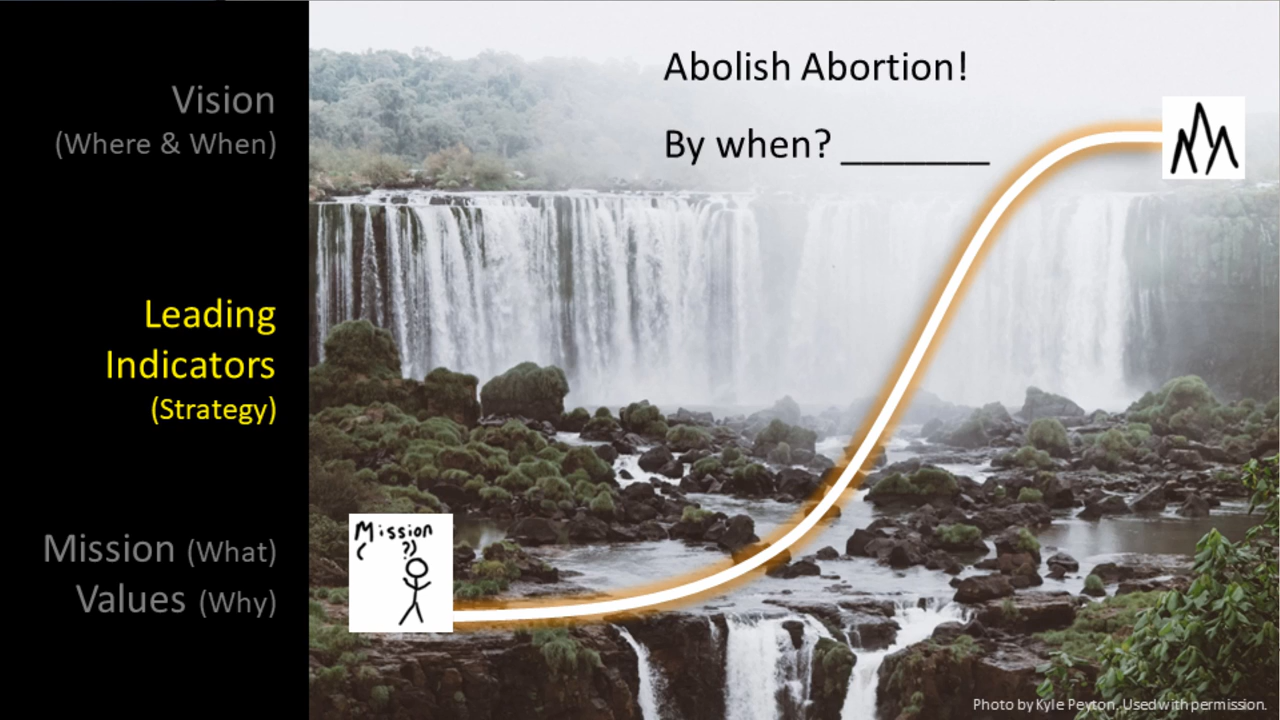 Vision
(Where & When)
Leading
Indicators
(Strategy)
Mission (What)
Values (Why)
Abolish Abortion!
By when? _______
Mission
( ?)
Photo by Kyle Peyton. Used with permission.